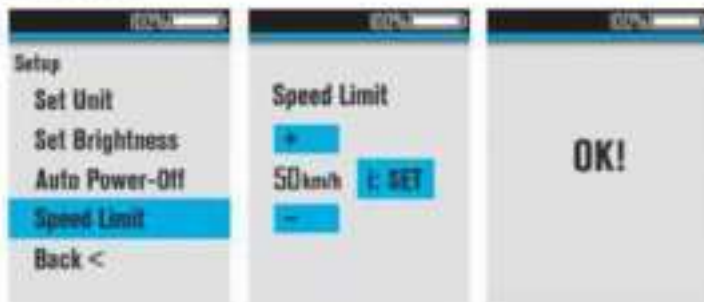 100%
Setup
Set Unit
Set Brightness
Auto Power-Off
Speed Limit
Back <
100%
Speed Limit
+
50km/h i: SET
-
100%
OK!